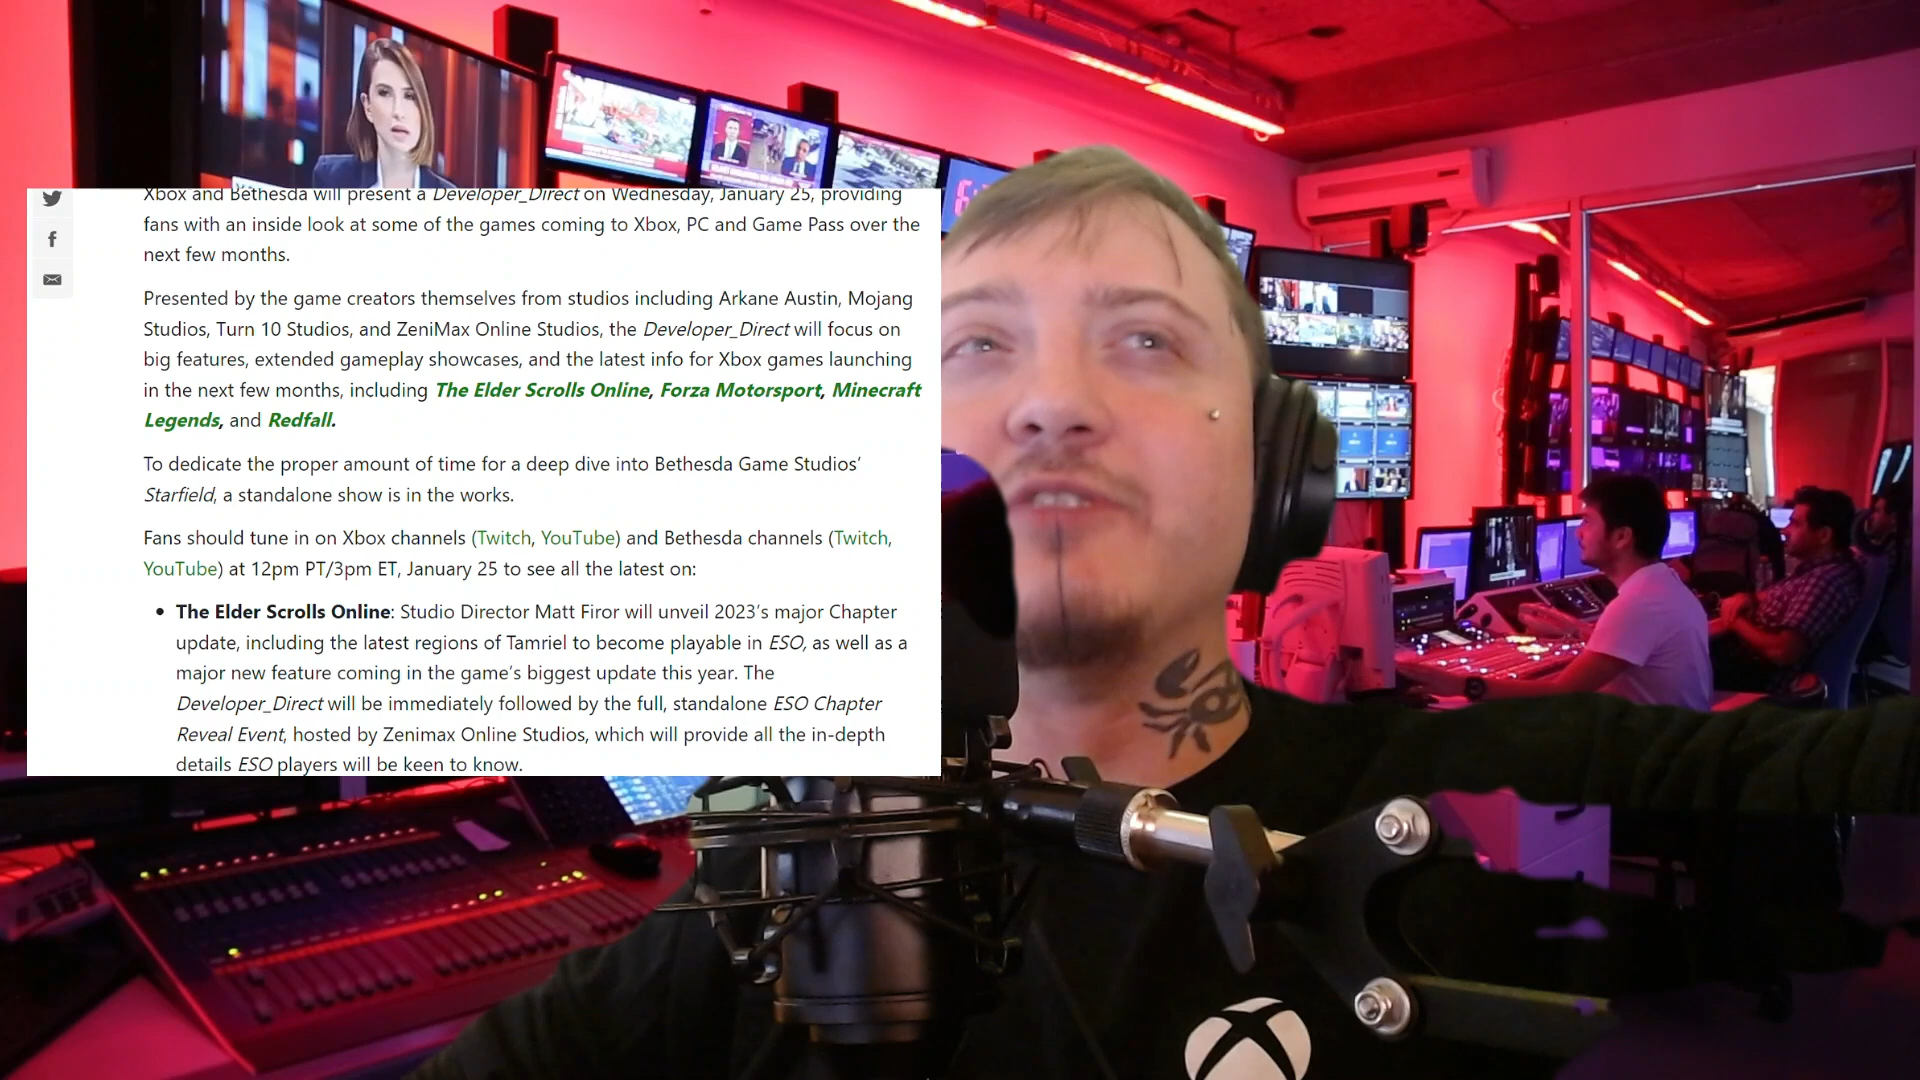 Xbox and Bethesda will present a Developer_Direct on Wednesday, January 25, providing
fans with an inside look at some of the games coming to Xbox, PC and Game Pass over the
next few months.
Presented by the game creators themselves from studios including Arkane Austin, Mojang
Studios, Turn 10 Studios, and ZeniMax Online Studios, the Developer_Direct will focus on
big features, extended gameplay showcases, and the latest info for Xbox games launching
in the next few months, including The Elder Scrolls Online, Forza Motorsport, Minecraft
Legends, and Redfall.
To dedicate the proper amount of time for a deep dive into Bethesda Game Studios’
Starfield, a standalone show is in the works.
Fans should tune in on Xbox channels (Twitch, YouTube) and Bethesda channels (Twitch,
YouTube) at 12pm PT/3pm ET, January 25 to see all the latest on:
• The Elder Scrolls Online: Studio Director Matt Firor will unveil 2023’s major Chapter
update, including the latest regions of Tamriel to become playable in ESO, as well as a
major new feature coming in the game’s biggest update this year. The
Developer_Direct will be immediately followed by the full, standalone ESO Chapter
Reveal Event, hosted by Zenimax Online Studios, which will provide all the in-depth
details ESO players will be keen to know.